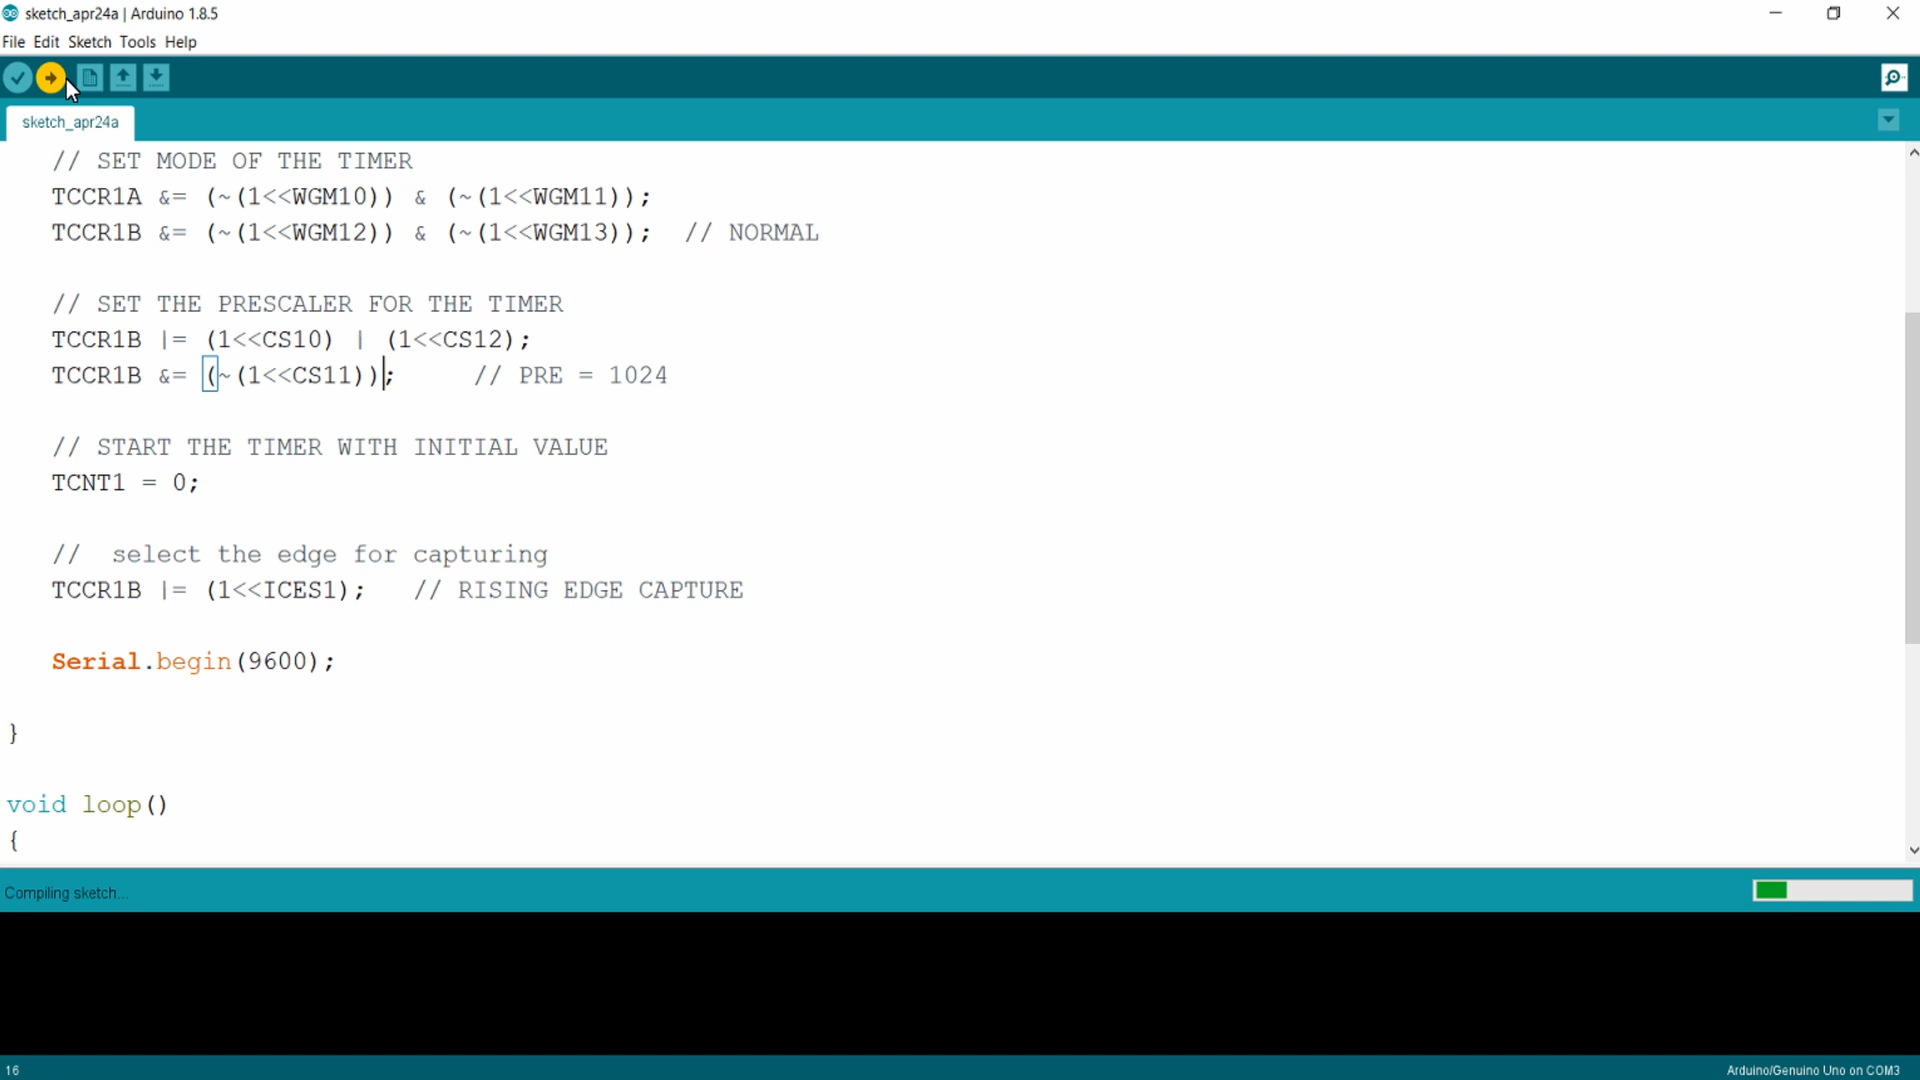 sketch_apr24a | Arduino 1.8.5
File Edit Sketch Tools Help
sketch_apr24a
// SET MODE OF THE TIMER
TCCR1A &= (~(1<<WGM10)) & (~(1<<WGM11));
TCCR1B &= (~(1<<WGM12)) & (~(1<<WGM13)); // NORMAL
// SET THE PRESCALER FOR THE TIMER
TCCR1B |= (1<<CS10) | (1<<CS12);
TCCR1B &= (~(1<<CS11)); // PRE = 1024
// START THE TIMER WITH INITIAL VALUE
TCNT1 = 0;
// select the edge for capturing
TCCR1B |= (1<<ICES1); // RISING EDGE CAPTURE
Serial.begin(9600);
}
void loop()
{
Compiling sketch...
16 Arduino/Genuino Uno on COM3